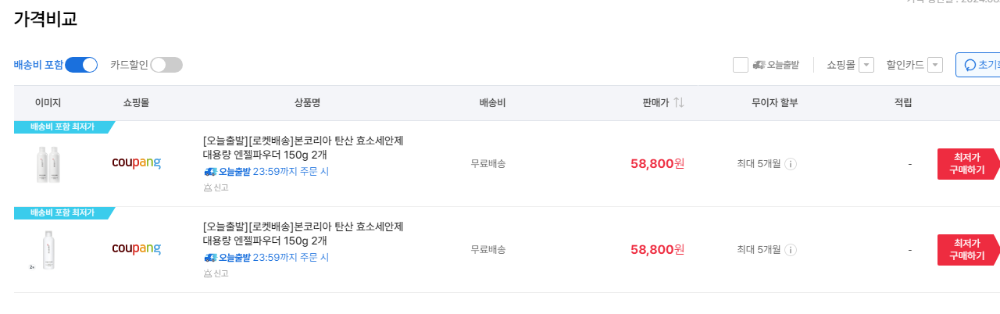 가격비교
배송비 포함 카드할인 오늘출발 쇼핑몰 할인카드
이미지 쇼핑몰 상품명 배송비 판매가 무이자 할부 적립
배송비 포함 최저가
coupang
[오늘출발][로켓배송]본코리아 탄산 효소세안제
대용량 엔젤파우더 150g 2개
오늘출발 23:59까지 주문 시
신고
무료배송
58,800원
최대 5개월
-
최저가
구매하기
배송비 포함 최저가
coupang
[오늘출발][로켓배송]본코리아 탄산 효소세안제
대용량 엔젤파우더 150g 2개
오늘출발 23:59까지 주문 시
신고
무료배송
58,800원
최대 5개월
-
최저가
구매하기